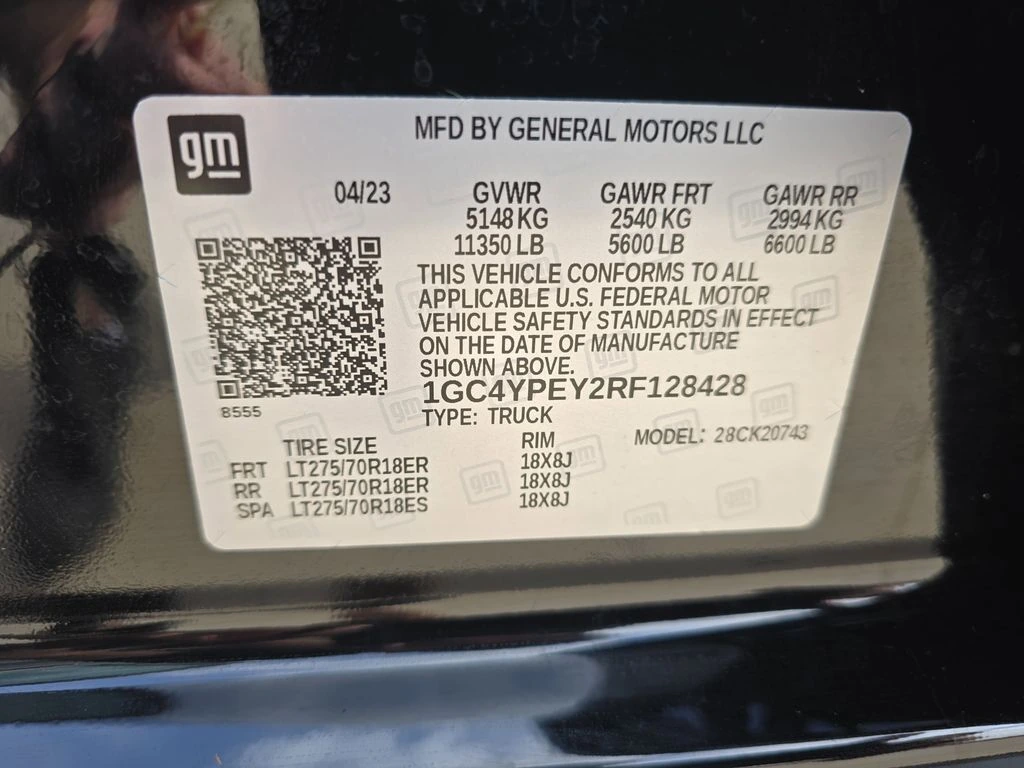 gm
MFD BY GENERAL MOTORS LLC
04/23 GVWR GAWR FRT GAWR RR
5148 KG 2540 KG 2994 KG
11350 LB 5600 LB 6600 LB
THIS VEHICLE CONFORMS TO ALL
APPLICABLE U.S. FEDERAL MOTOR
VEHICLE SAFETY STANDARDS IN EFFECT
ON THE DATE OF MANUFACTURE
SHOWN ABOVE.
1GC4YPEY2RF128428
8555
TYPE: TRUCK
TIRE SIZE RIM MODEL: 28CK20743
FRT LT275/70R18ER 18X8J
RR LT275/70R18ER 18X8J
SPA LT275/70R18ES 18X8J